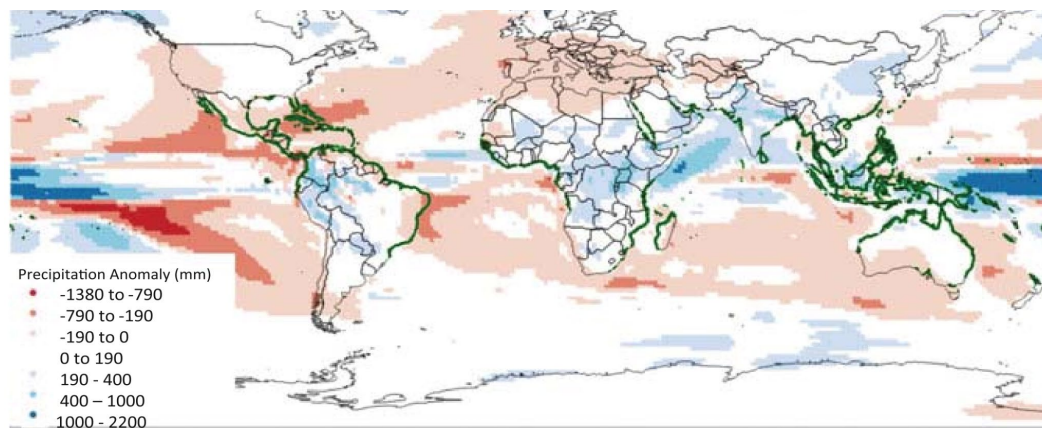 Precipitation Anomaly (mm)
-1380 to -790
-790 to -190
-190 to 0
0 to 190
190 - 400
400 – 1000
1000 - 2200